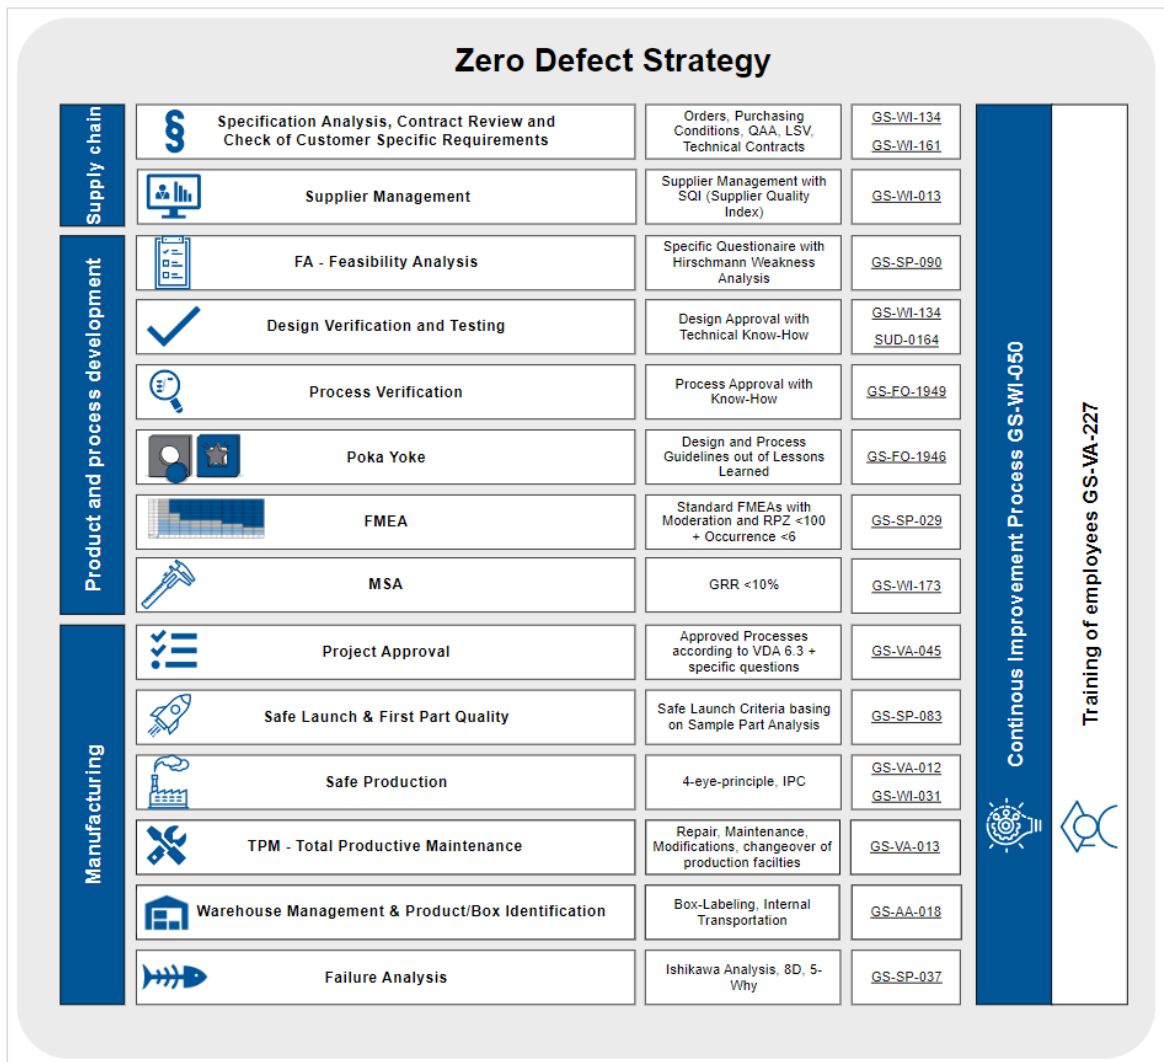 Zero Defect Strategy
Supply chain
Specification Analysis, Contract Review and
Check of Customer Specific Requirements
Orders, Purchasing
Conditions, QAA, LSV,
Technical Contracts
GS-WI-134
GS-WI-161
Supplier Management
Supplier Management with
SQI (Supplier Quality
Index)
GS-WI-013
Product and process development
FA - Feasibility Analysis
Specific Questionaire with
Hirschmann Weakness
Analysis
GS-SP-090
Design Verification and Testing
Design Approval with
Technical Know-How
GS-WI-134
SUD-0164
Process Verification
Process Approval with
Know-How
GS-FO-1949
Poka Yoke
Design and Process
Guidelines out of Lessons
Learned
GS-FO-1946
FMEA
Standard FMEAs with
Moderation and RPZ <100
+ Occurrence <6
GS-SP-029
MSA
GRR <10%
GS-WI-173
Manufacturing
Project Approval
Approved Processes
according to VDA 6.3 +
specific questions
GS-VA-045
Safe Launch & First Part Quality
Safe Launch Criteria basing
on Sample Part Analysis
GS-SP-083
Safe Production
4-eye-principle, IPC
GS-VA-012
GS-WI-031
TPM - Total Productive Maintenance
Repair, Maintenance,
Modifications, changeover of
production facilties
GS-VA-013
Warehouse Management & Product/Box Identification
Box-Labeling, Internal
Transportation
GS-AA-018
Failure Analysis
Ishikawa Analysis, 8D, 5-
Why
GS-SP-037
Continous Improvement Process GS-WI-050
Training of employees GS-VA-227